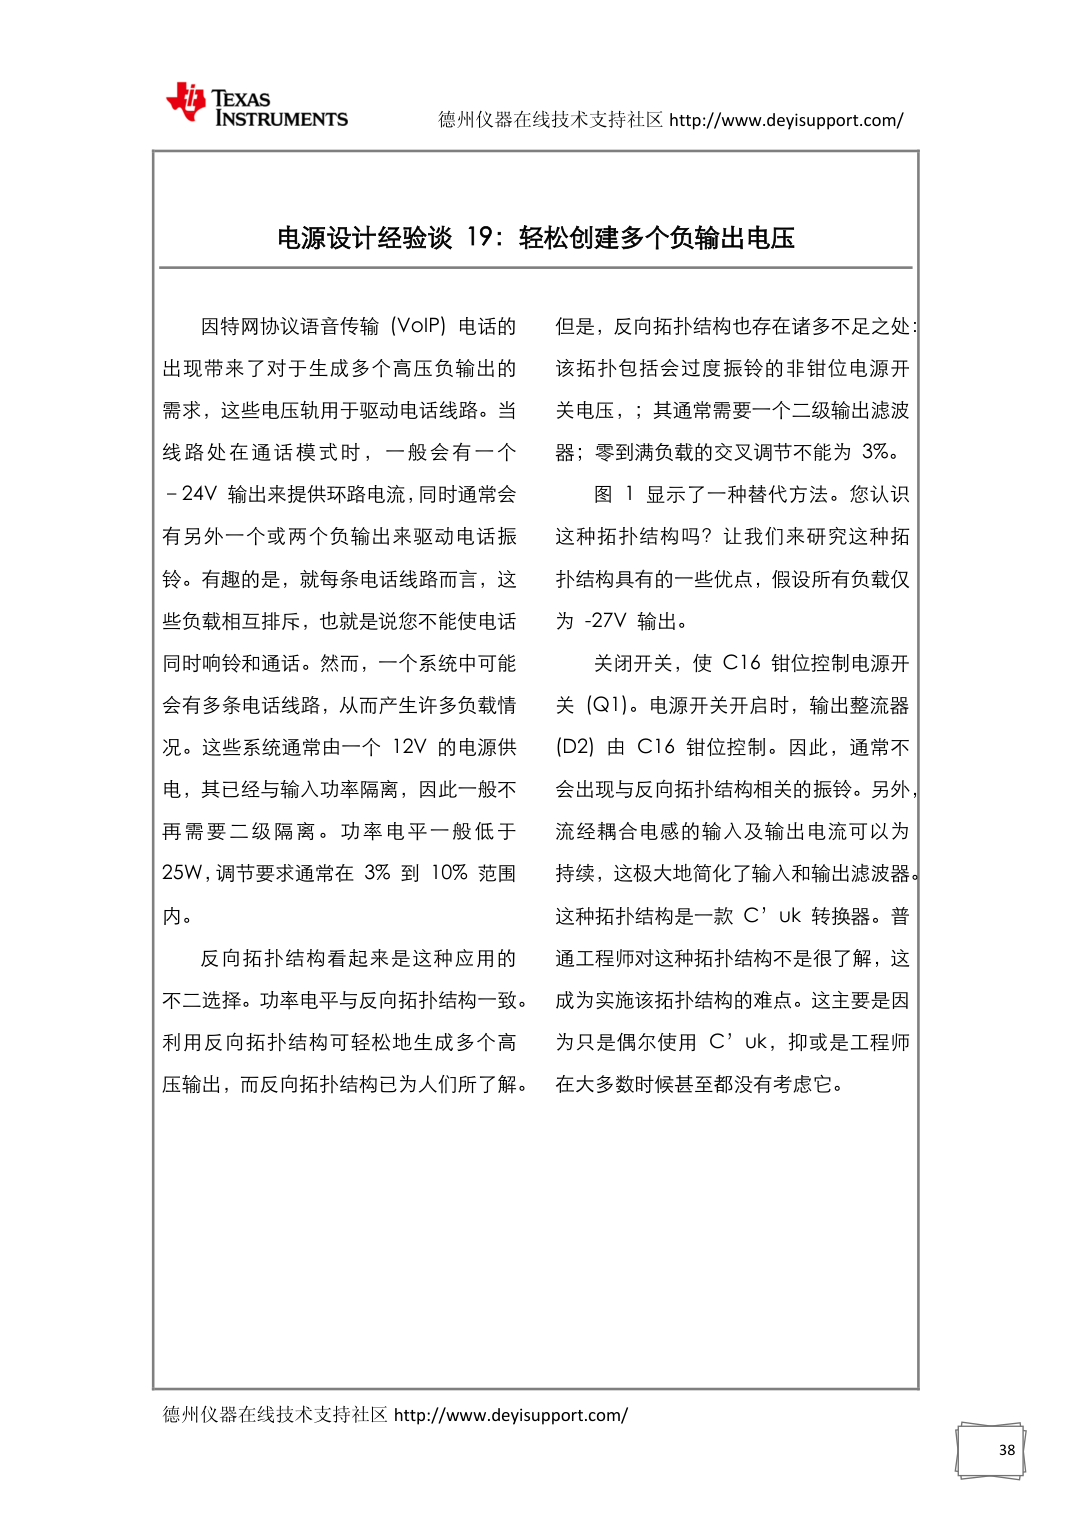 TEXAS
INSTRUMENTS
德州仪器在线技术支持社区 http://www.deyisupport.com/
电源设计经验谈 19：轻松创建多个负输出电压
因特网协议语音传输 (VoIP) 电话的
出现带来了对于生成多个高压负输出的
需求，这些电压轨用于驱动电话线路。当
线路处在通话模式时，一般会有一个
–24V 输出来提供环路电流，同时通常会
有另外一个或两个负输出来驱动电话振
铃。有趣的是，就每条电话线路而言，这
些负载相互排斥，也就是说您不能使电话
同时响铃和通话。然而，一个系统中可能
会有多条电话线路，从而产生许多负载情
况。这些系统通常由一个 12V 的电源供
电，其已经与输入功率隔离，因此一般不
再需要二级隔离。功率电平一般低于
25W，调节要求通常在 3% 到 10% 范围
内。
反向拓扑结构看起来是这种应用的
不二选择。功率电平与反向拓扑结构一致。
利用反向拓扑结构可轻松地生成多个高
压输出，而反向拓扑结构已为人们所了解。
但是，反向拓扑结构也存在诸多不足之处：
该拓扑包括会过度振铃的非钳位电源开
关电压，；其通常需要一个二级输出滤波
器；零到满负载的交叉调节不能为 3%。
图 1 显示了一种替代方法。您认识
这种拓扑结构吗？让我们来研究这种拓
扑结构具有的一些优点，假设所有负载仅
为 -27V 输出。
关闭开关，使 C16 钳位控制电源开
关 (Q1)。电源开关开启时，输出整流器
(D2) 由 C16 钳位控制。因此，通常不
会出现与反向拓扑结构相关的振铃。另外，
流经耦合电感的输入及输出电流可以为
持续，这极大地简化了输入和输出滤波器。
这种拓扑结构是一款 C’uk 转换器。普
通工程师对这种拓扑结构不是很了解，这
成为实施该拓扑结构的难点。这主要是因
为只是偶尔使用 C’uk，抑或是工程师
在大多数时候甚至都没有考虑它。
德州仪器在线技术支持社区 http://www.deyisupport.com/
38